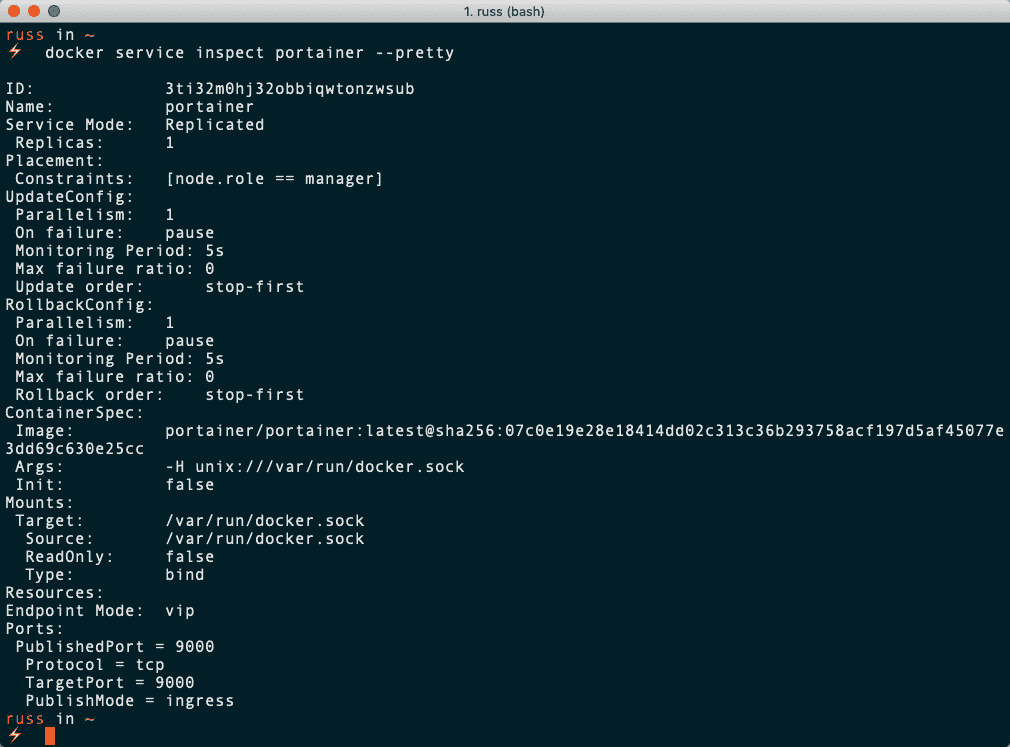 1. russ (bash)
russ in ~
⚡ docker service inspect portainer --pretty
ID: 3ti32m0hj32obbiqwtonzwsub
Name: portainer
Service Mode: Replicated
Replicas: 1
Placement:
Constraints: [node.role == manager]
UpdateConfig:
Parallelism: 1
On failure: pause
Monitoring Period: 5s
Max failure ratio: 0
Update order: stop-first
RollbackConfig:
Parallelism: 1
On failure: pause
Monitoring Period: 5s
Max failure ratio: 0
Rollback order: stop-first
ContainerSpec:
Image: portainer/portainer:latest@sha256:07c0e19e28e18414dd02c313c36b293758acf197d5af45077e
3dd69c630e25cc
Args: -H unix:///var/run/docker.sock
Init: false
Mounts:
Target: /var/run/docker.sock
Source: /var/run/docker.sock
ReadOnly: false
Type: bind
Resources:
Endpoint Mode: vip
Ports:
PublishedPort = 9000
Protocol = tcp
TargetPort = 9000
PublishMode = ingress
russ in ~
⚡